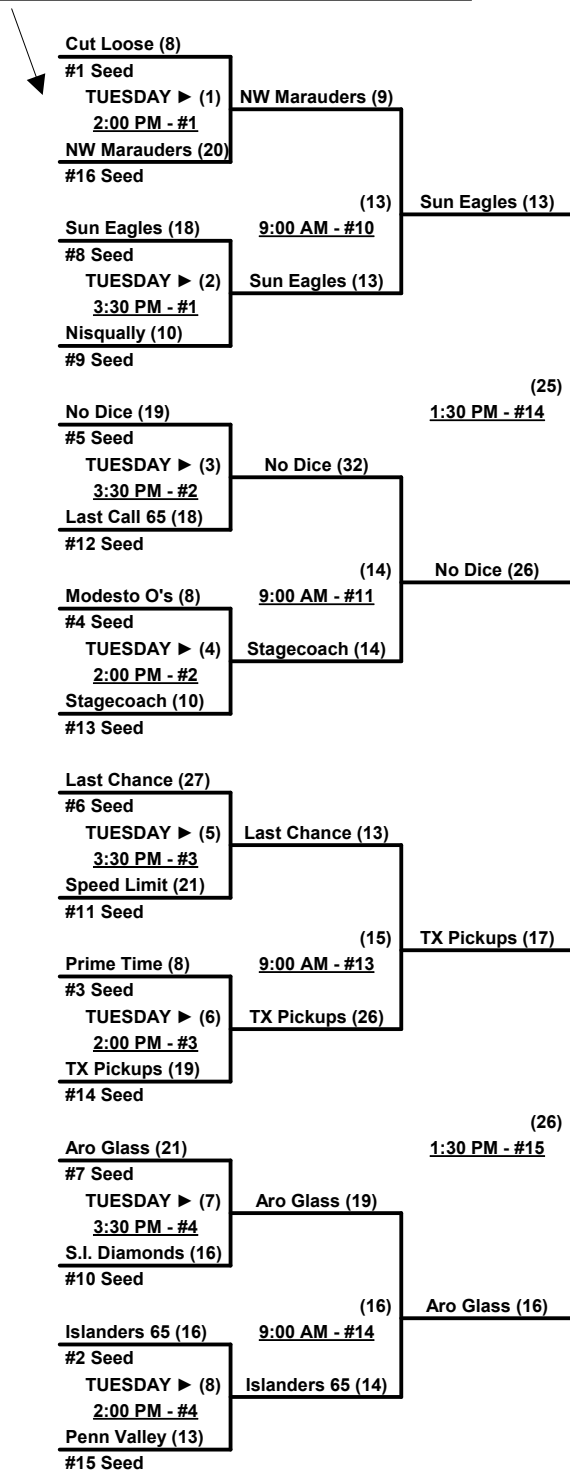 Cut Loose (8)
#1 Seed
TUESDAY ► (1)
NW Marauders (9)
2:00 PM - #1
NW Marauders (20)
#16 Seed
(13)
Sun Eagles (13)
Sun Eagles (18)
9:00 AM - #10
#8 Seed
TUESDAY ► (2)
Sun Eagles (13)
3:30 PM - #1
Nisqually (10)
#9 Seed
(25)
No Dice (19)
1:30 PM - #14
#5 Seed
TUESDAY ► (3)
No Dice (32)
3:30 PM - #2
Last Call 65 (18)
#12 Seed
(14)
No Dice (26)
Modesto O's (8)
9:00 AM - #11
#4 Seed
TUESDAY ► (4)
Stagecoach (14)
2:00 PM - #2
Stagecoach (10)
#13 Seed
Last Chance (27)
#6 Seed
TUESDAY ► (5)
Last Chance (13)
3:30 PM - #3
Speed Limit (21)
#11 Seed
(15)
TX Pickups (17)
Prime Time (8)
9:00 AM - #13
#3 Seed
TUESDAY ► (6)
TX Pickups (26)
2:00 PM - #3
TX Pickups (19)
#14 Seed
(26)
Aro Glass (21)
1:30 PM - #15
#7 Seed
TUESDAY ► (7)
Aro Glass (19)
3:30 PM - #4
S.I. Diamonds (16)
#10 Seed
(16)
Aro Glass (16)
Islanders 65 (16)
9:00 AM - #14
#2 Seed
TUESDAY ► (8)
Islanders 65 (14)
2:00 PM - #4
Penn Valley (13)
#15 Seed